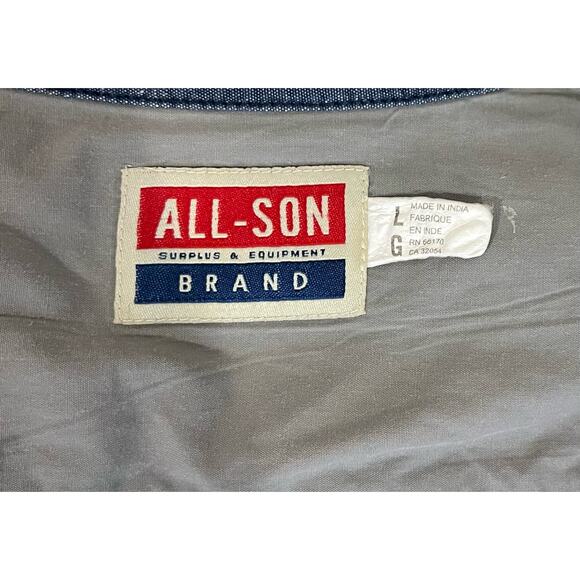 ALL-SON
SURPLUS & EQUIPMENT
BRAND
L
G
MADE IN INDIA
FABRIQUE
EN INDE
RN 66170
CA 32054